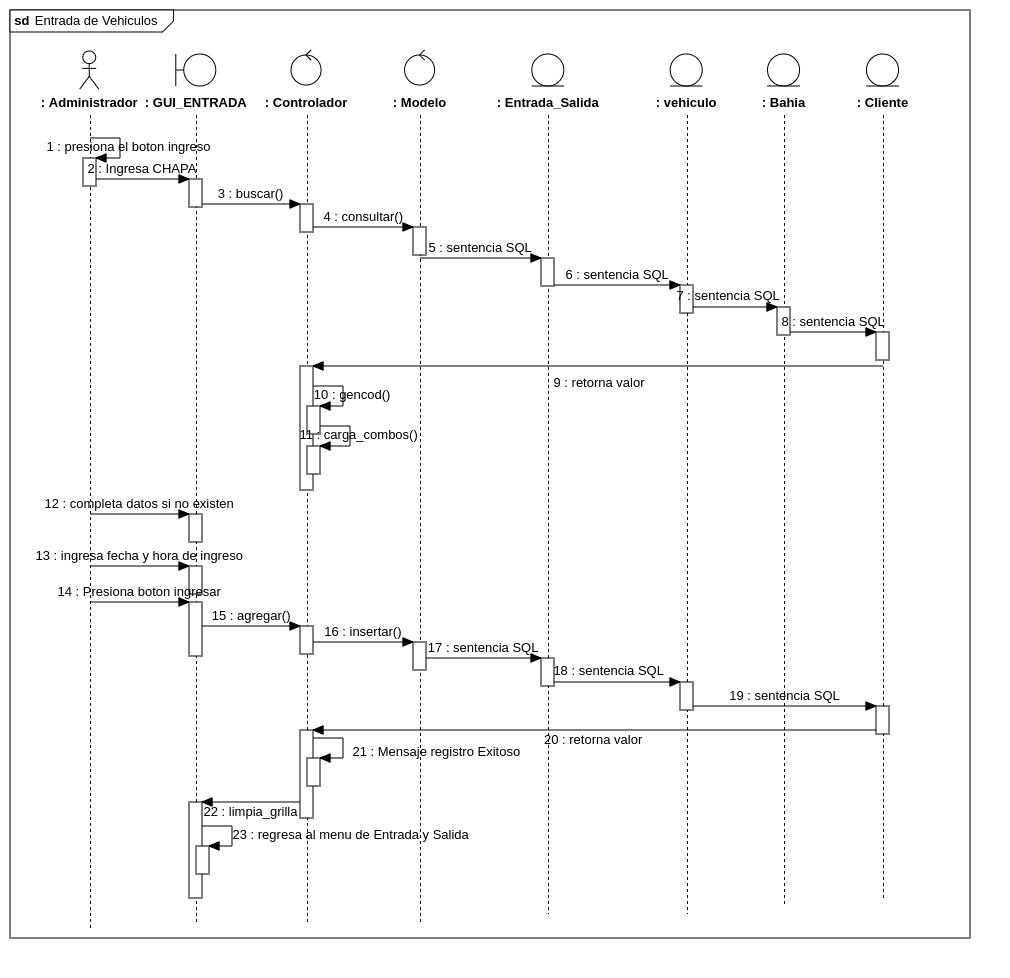 sd Entrada de Vehiculos
: Administrador : GUI_ENTRADA : Controlador : Modelo : Entrada_Salida : vehiculo : Bahia : Cliente
1 : presiona el boton ingreso
2 : Ingresa CHAPA
3 : buscar()
4 : consultar()
5 : sentencia SQL
6 : sentencia SQL
7 : sentencia SQL
8 : sentencia SQL
9 : retorna valor
10 : gencod()
11 : carga_combos()
12 : completa datos si no existen
13 : ingresa fecha y hora de ingreso
14 : Presiona boton ingresar
15 : agregar()
16 : insertar()
17 : sentencia SQL
18 : sentencia SQL
19 : sentencia SQL
20 : retorna valor
21 : Mensaje registro Exitoso
22 : limpia_grilla
23 : regresa al menu de Entrada y Salida